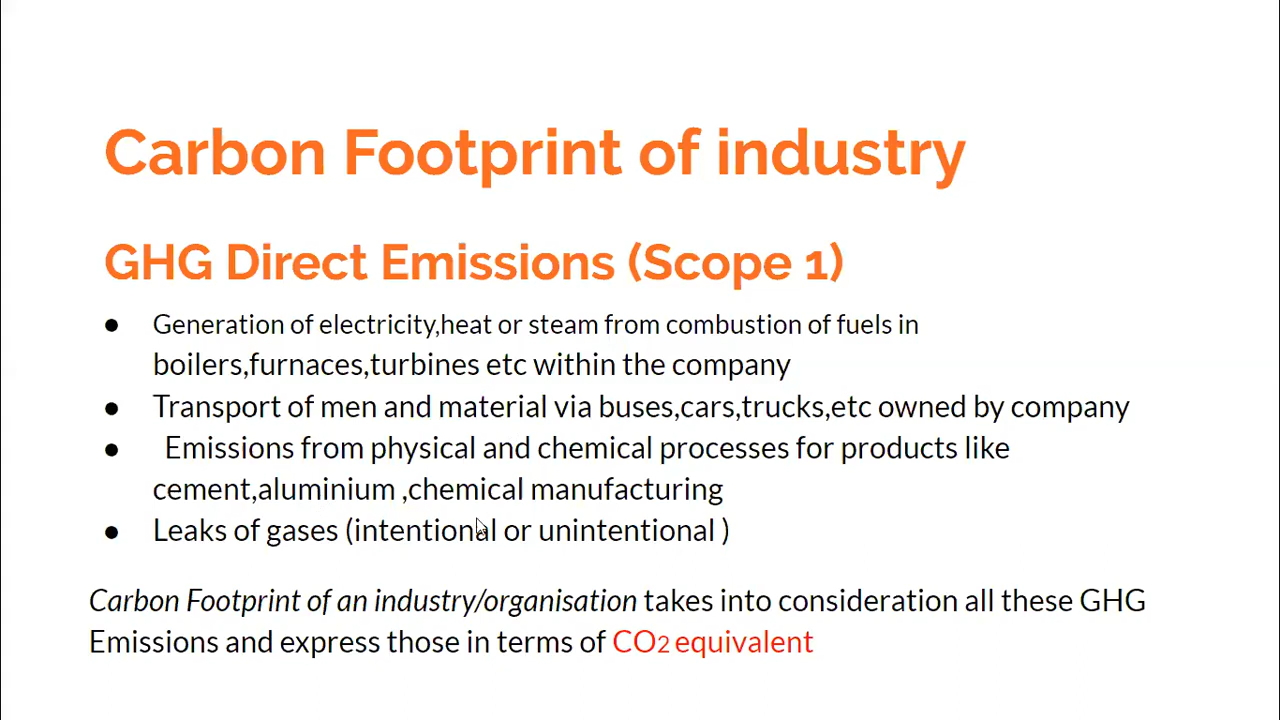 Carbon Footprint of industry
GHG Direct Emissions (Scope 1)
● Generation of electricity,heat or steam from combustion of fuels in
boilers,furnaces,turbines etc within the company
● Transport of men and material via buses,cars,trucks,etc owned by company
● Emissions from physical and chemical processes for products like
cement,aluminium ,chemical manufacturing
● Leaks of gases (intentional or unintentional )
Carbon Footprint of an industry/organisation takes into consideration all these GHG
Emissions and express those in terms of CO2 equivalent